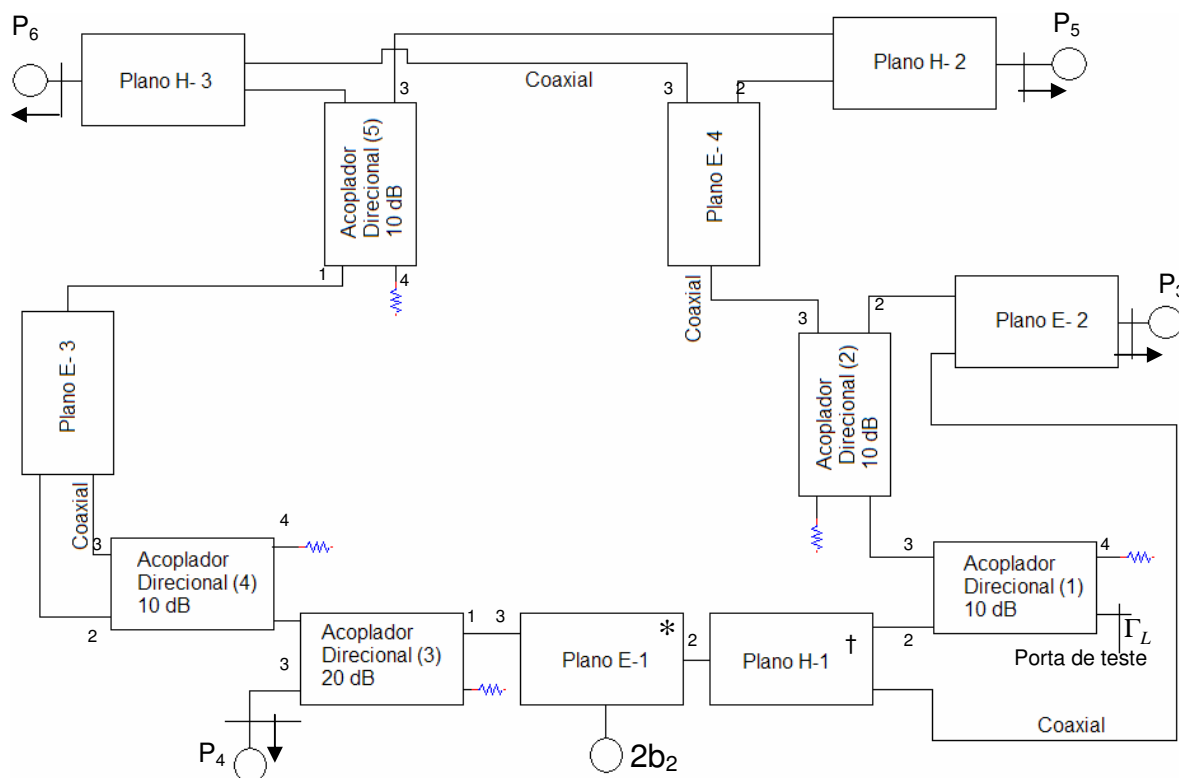 P6
Plano H- 3
3
Coaxial
3
2
Plano H- 2
P5
Acoplador
Direcional (5)
10 dB
1
4
Plano E- 4
Coaxial
3
2
Plano E- 2
P3
Plano E- 3
Coaxial
3
2
Acoplador
Direcional (2)
10 dB
4
Acoplador
Direcional (4)
10 dB
3
Acoplador
Direcional (1)
10 dB
4
ΓL
Porta de teste
2
3
Acoplador
Direcional (3)
20 dB
1
3
Plano E-1
*
2
Plano H-1
†
Coaxial
P4
2b2